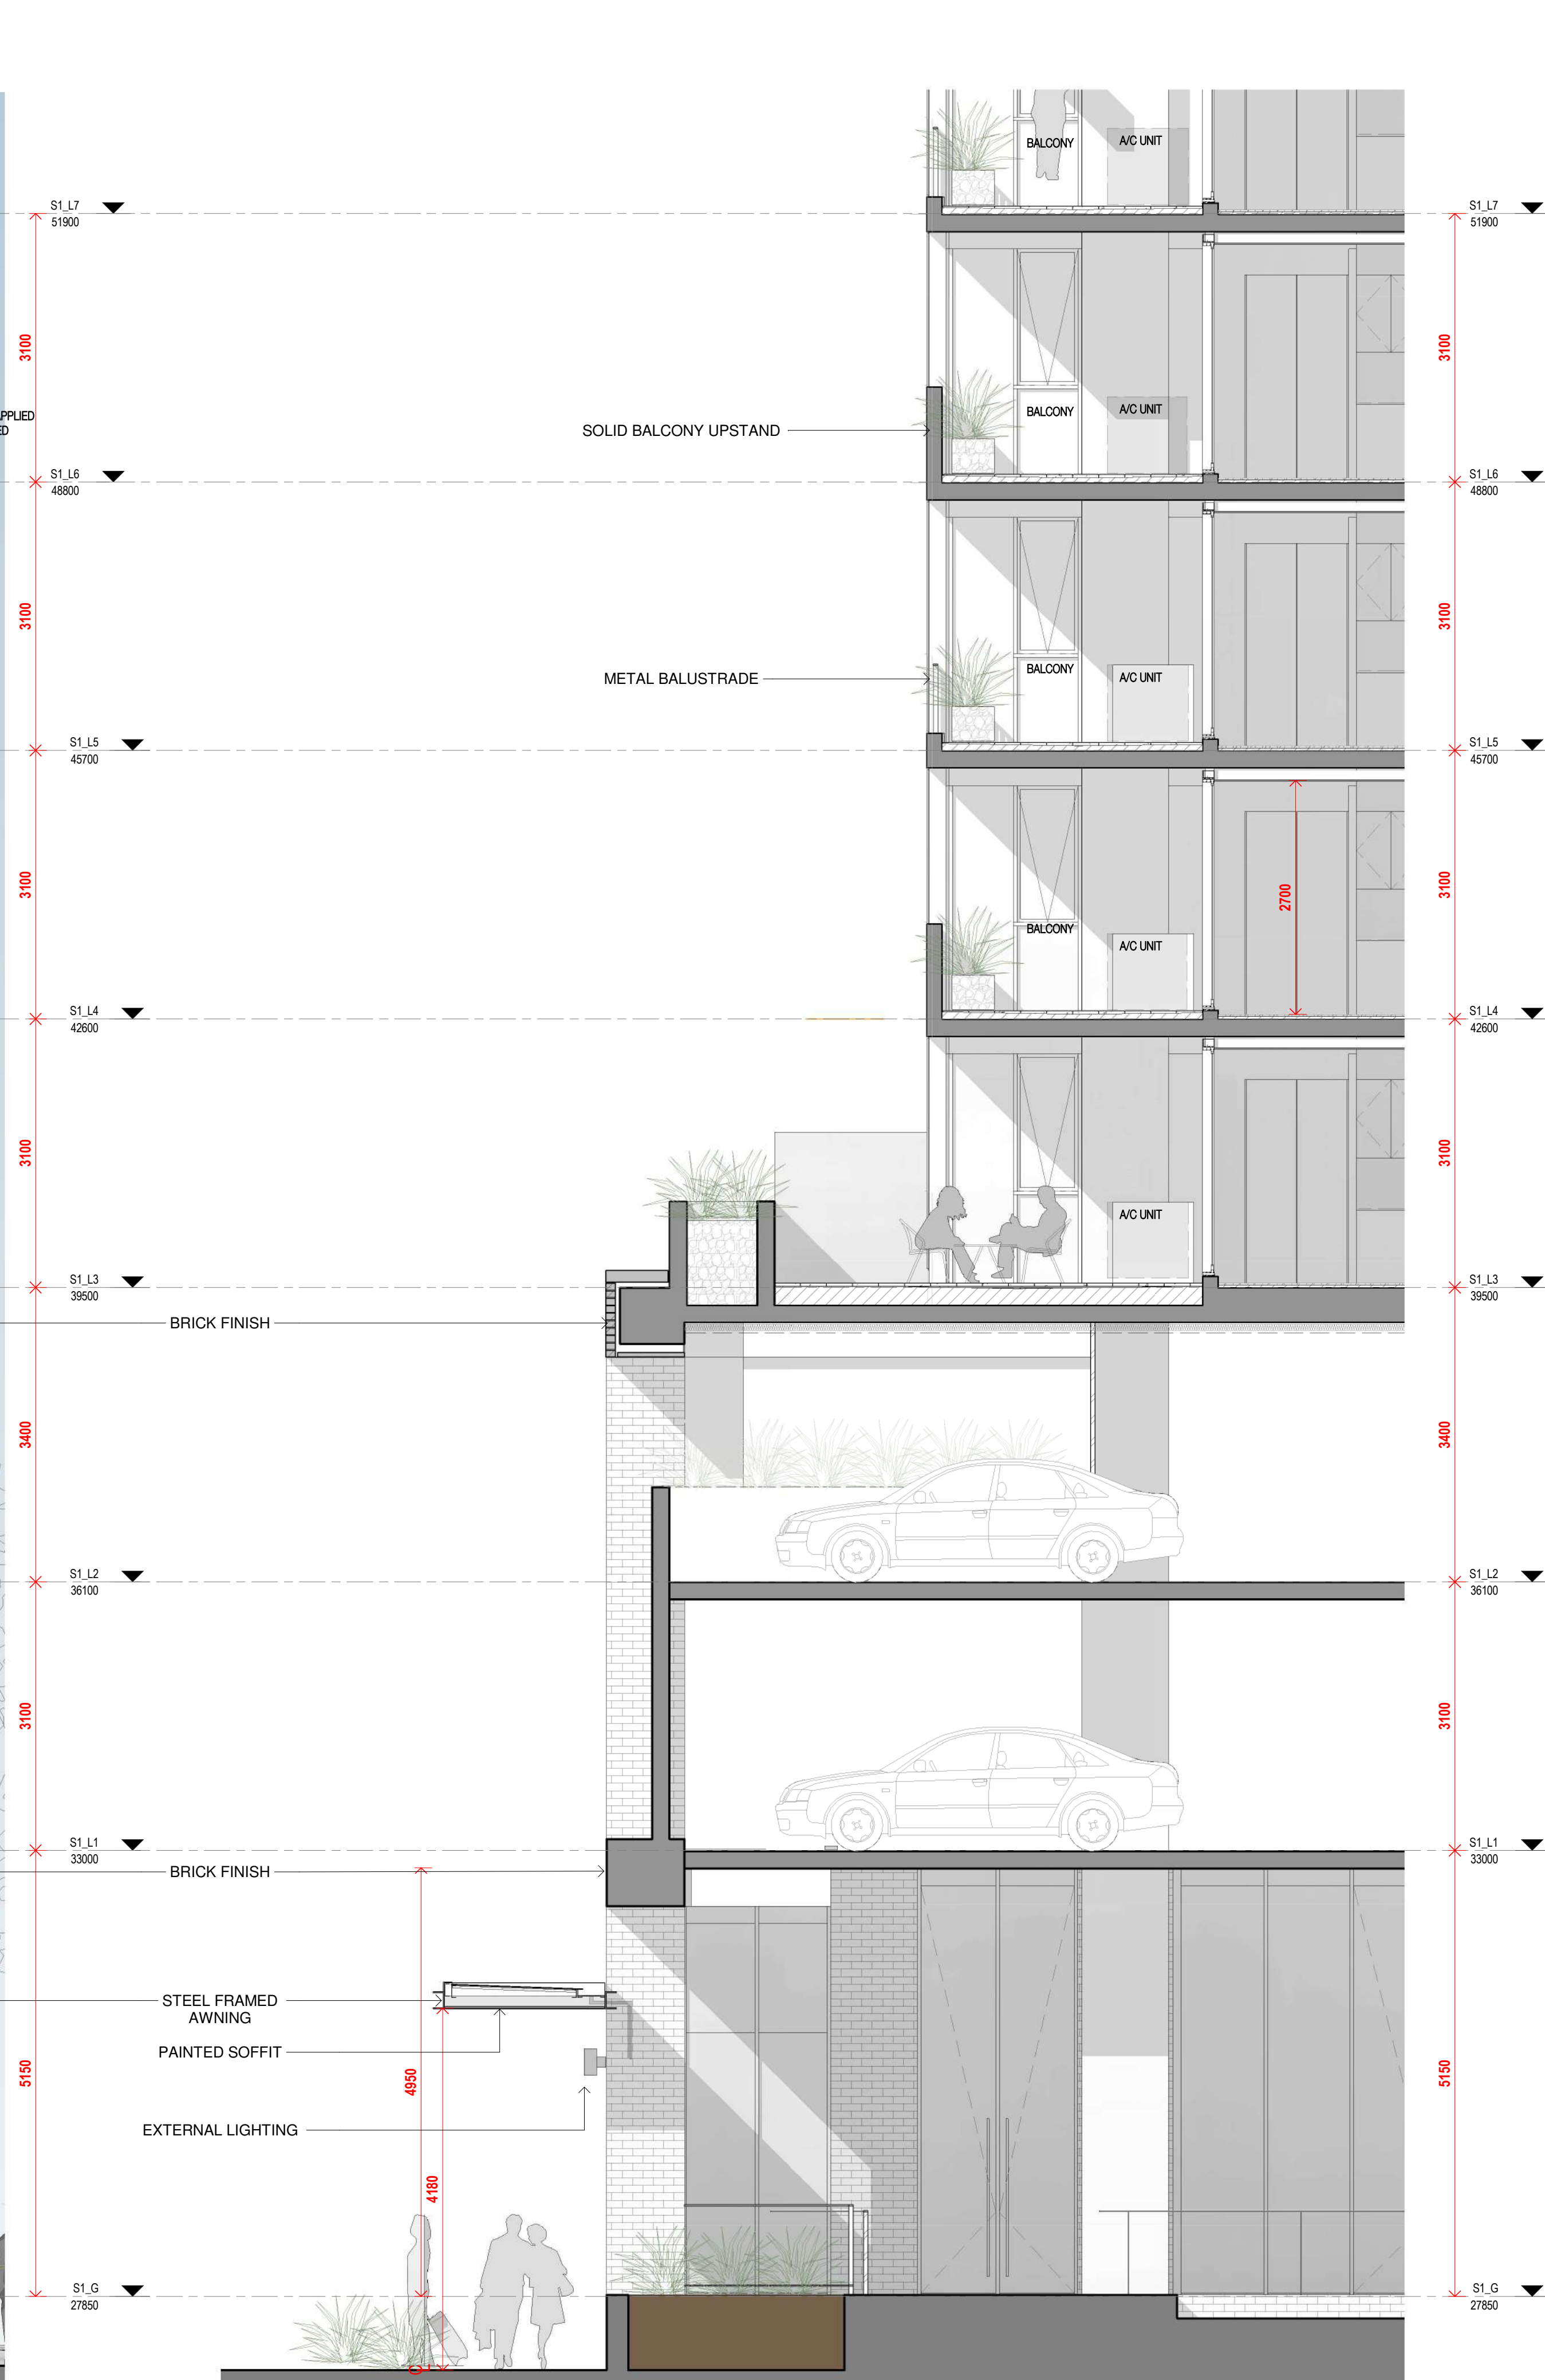 BALCONY
A/C UNIT
S1_L7
51900
S1_L7
51900
3100
3100
APPLIED
BALCONY
A/C UNIT
SOLID BALCONY UPSTAND
S1_L6
48800
S1_L6
48800
3100
3100
METAL BALUSTRADE
BALCONY
A/C UNIT
S1_L5
45700
S1_L5
45700
3100
2700
3100
BALCONY
A/C UNIT
S1_L4
42600
S1_L4
42600
3100
3100
A/C UNIT
S1_L3
39500
S1_L3
39500
BRICK FINISH
3400
3400
S1_L2
36100
S1_L2
36100
3100
3100
S1_L1
33000
S1_L1
33000
BRICK FINISH
STEEL FRAMED
AWNING
PAINTED SOFFIT
5150
4950
5150
EXTERNAL LIGHTING
4180
S1_G
27850
S1_G
27850